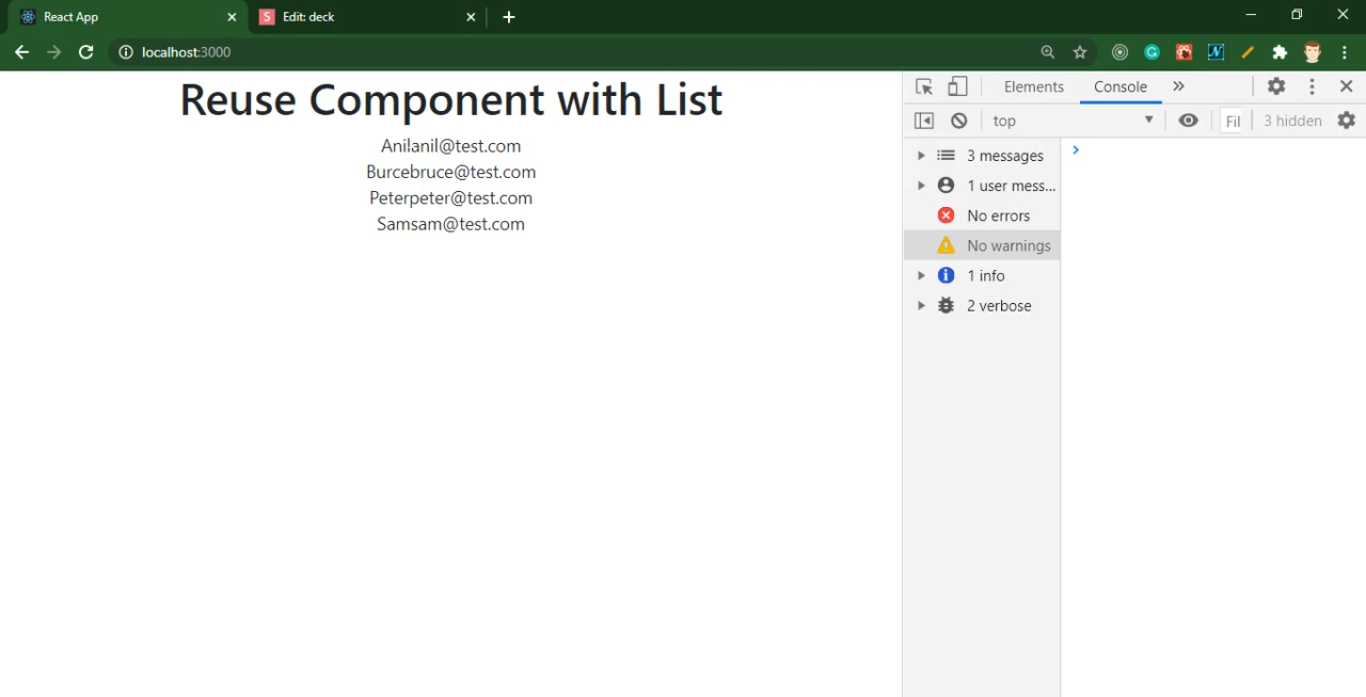 React App
Edit: deck
localhost:3000
Reuse Component with List
Anilanil@test.com
Burcebruce@test.com
Peterpeter@test.com
Samsam@test.com
Elements
Console
top
Fil
3 hidden
3 messages
1 user mess...
No errors
No warnings
1 info
2 verbose